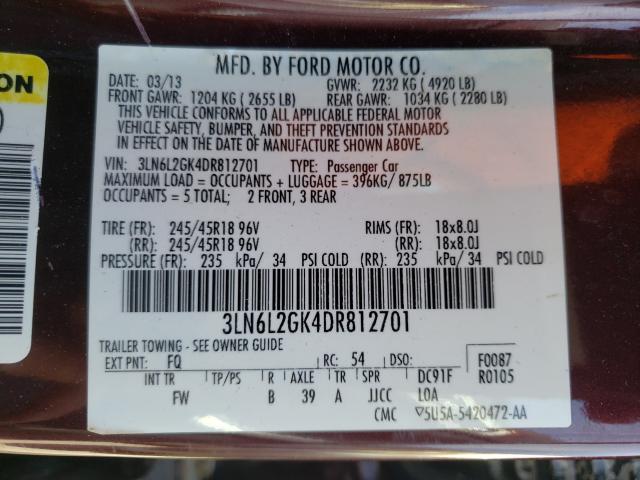 MFD. BY FORD MOTOR CO.
DATE: 03/13 GVWR: 2232 KG ( 4920 LB)
FRONT GAWR: 1204 KG ( 2655 LB) REAR GAWR: 1034 KG ( 2280 LB)
THIS VEHICLE CONFORMS TO ALL APPLICABLE FEDERAL MOTOR
VEHICLE SAFETY, BUMPER, AND THEFT PREVENTION STANDARDS
IN EFFECT ON THE DATE OF MANUFACTURE SHOWN ABOVE.
VIN: 3LN6L2GK4DR812701 TYPE: Passenger Car
MAXIMUM LOAD = OCCUPANTS + LUGGAGE = 396KG/ 875LB
OCCUPANTS = 5 TOTAL: 2 FRONT, 3 REAR
TIRE (FR): 245/45R18 96V RIMS (FR): 18x8.0J
(RR): 245/45R18 96V (RR): 18x8.0J
PRESSURE (FR): 235 kPa/ 34 PSI COLD (RR): 235 kPa/ 34 PSI COLD
3LN6L2GK4DR812701
TRAILER TOWING - SEE OWNER GUIDE
EXT PNT: FQ RC: 54 DSO: F0087
INT TR TP/PS R AXLE TR SPR DC91F R0105
FW B 39 A JJCC LOA
CMC ▽5U5A-5420472-AA
ON